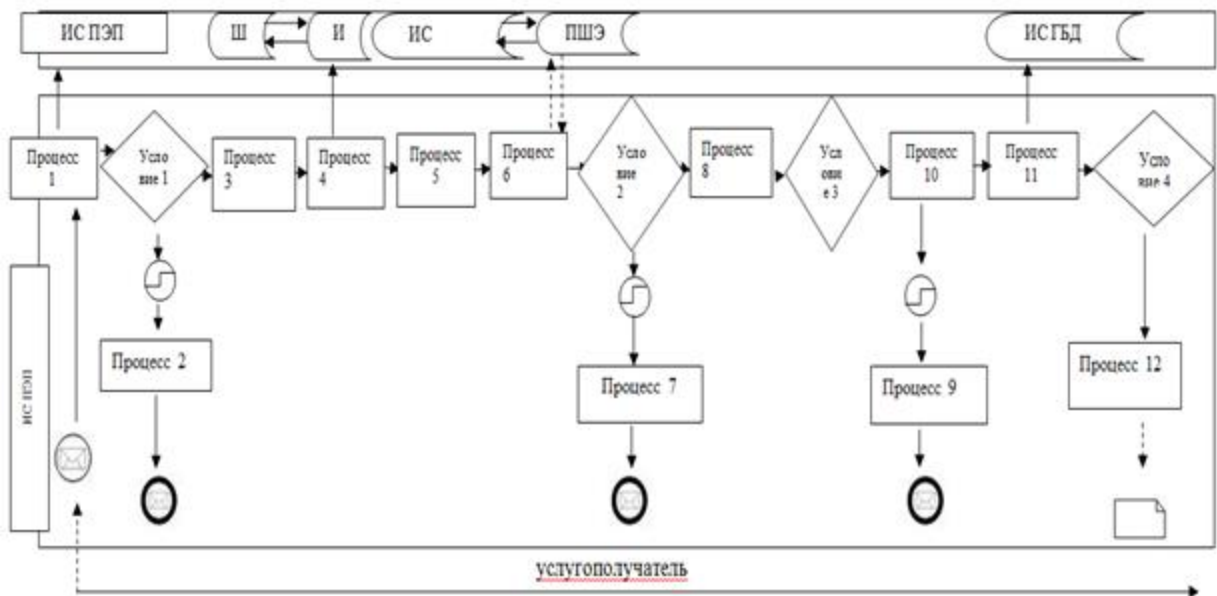 ИС ПЭП
Ш
И
ИС
ПШЭ
ИС ГБД
Процесс
1
Усло
вие 1
Процесс
3
Процесс
4
Процесс
5
Процесс
6
Усло
вие
2
Процесс
8
Усл
ови
е 3
Процесс
10
Процесс
11
Усло
вие 4
Процесс 2
Процесс 7
Процесс 9
Процесс 12
услугополучатель